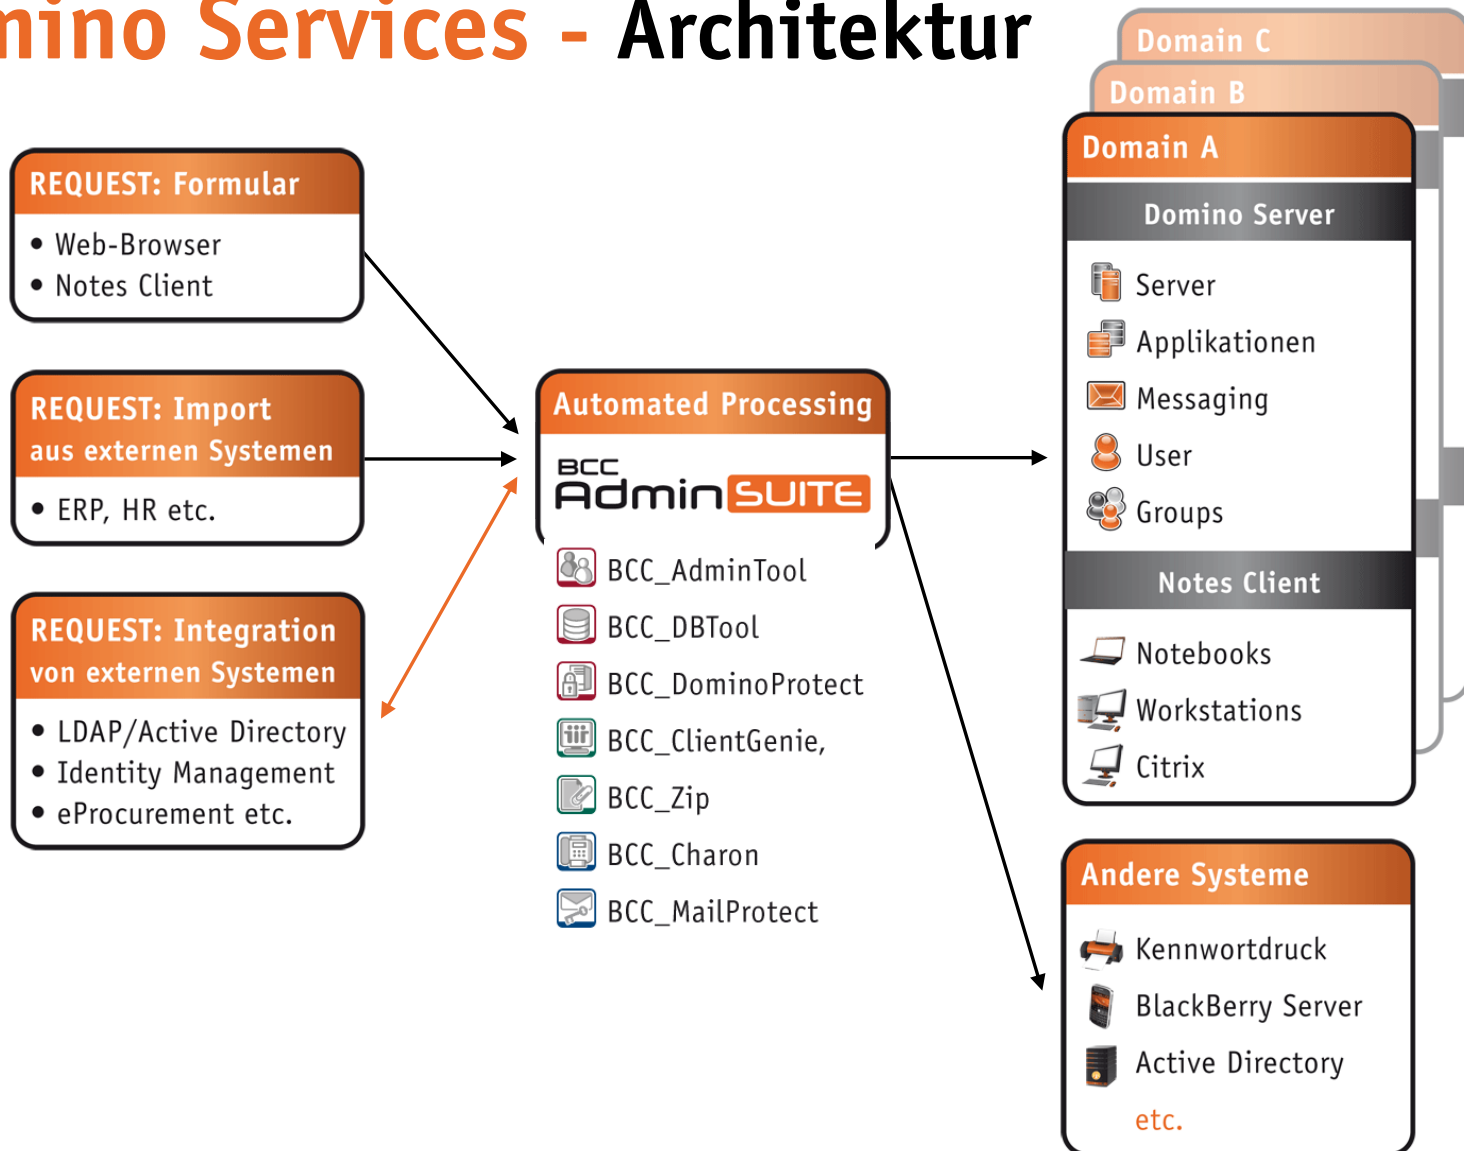 mino Services - Architektur
REQUEST: Formular
• Web-Browser
• Notes Client
REQUEST: Import
aus externen Systemen
• ERP, HR etc.
REQUEST: Integration
von externen Systemen
• LDAP/Active Directory
• Identity Management
• eProcurement etc.
Automated Processing
BCC
Admin SUITE
BCC_AdminTool
BCC_DBTool
BCC_DominoProtect
BCC_ClientGenie,
BCC_Zip
BCC_Charon
BCC_MailProtect
Domain C
Domain B
Domain A
Domino Server
Server
Applikationen
Messaging
User
Groups
Notes Client
Notebooks
Workstations
Citrix
Andere Systeme
Kennwortdruck
BlackBerry Server
Active Directory
etc.